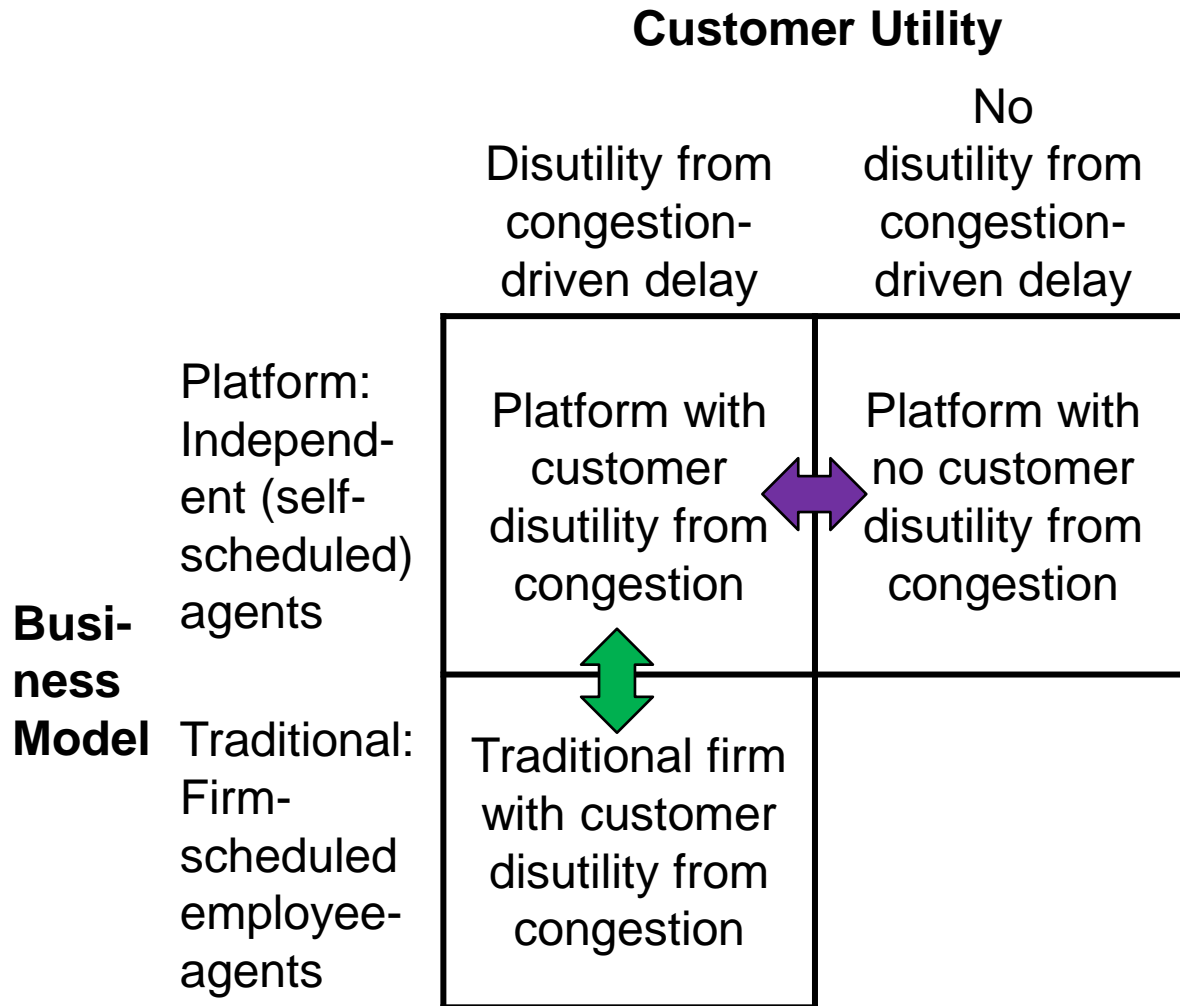 Customer Utility
Disutility from
congestion-
driven delay
No
disutility from
congestion-
driven delay
Busi-
ness
Model
Platform:
Independ-
ent (self-
scheduled)
agents
Platform with
customer
disutility from
congestion
Platform with
no customer
disutility from
congestion
Traditional:
Firm-
scheduled
employee-
agents
Traditional firm
with customer
disutility from
congestion